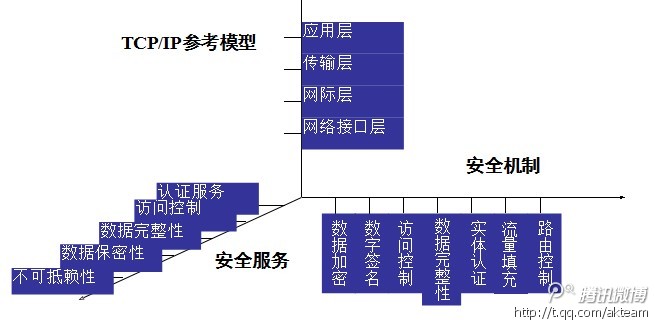 TCP/IP参考模型
应用层
传输层
网际层
网络接口层
安全机制
数据加密
数字签名
访问控制
数据完整性
实体认证
流量填充
路由控制
认证服务
访问控制
数据完整性
数据保密性
不可抵赖性
安全服务
腾讯微博
http://t.qq.com/akteam